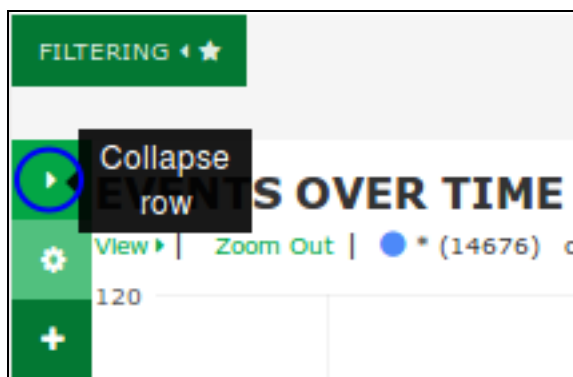 FILTERING
Collapse
row
EVENTS OVER TIME
View | Zoom Out | * (14676)
120